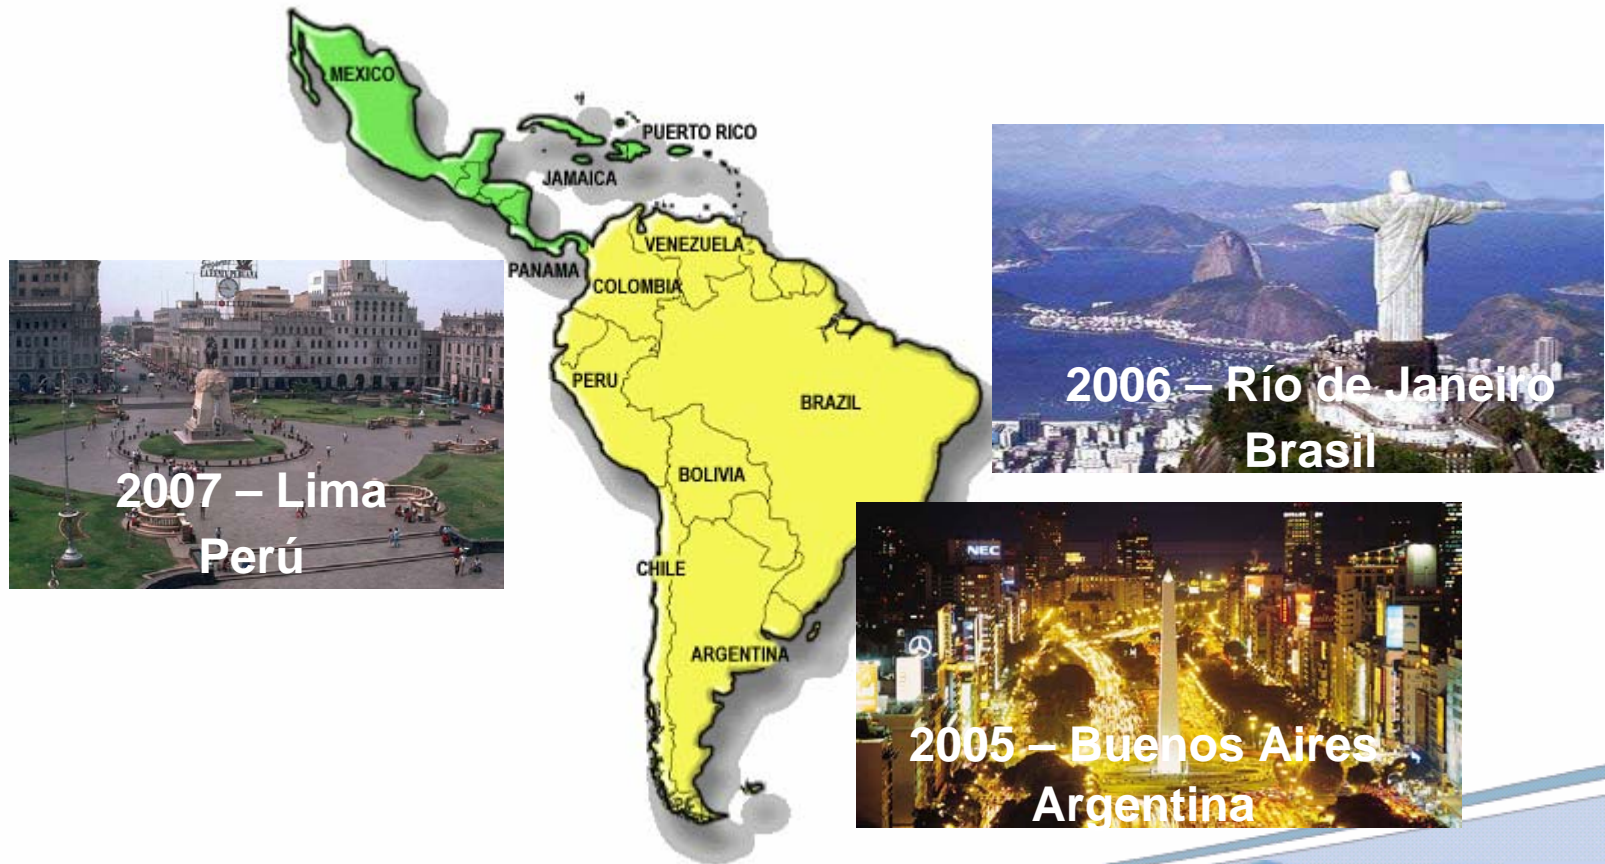 MEXICO
PUERTO RICO
JAMAICA
VENEZUELA
PANAMA
COLOMBIA
PERU
BRAZIL
BOLIVIA
CHILE
ARGENTINA
2007 – Lima
Perú
2006 – Río de Janeiro
Brasil
NEC
2005 – Buenos Aires
Argentina